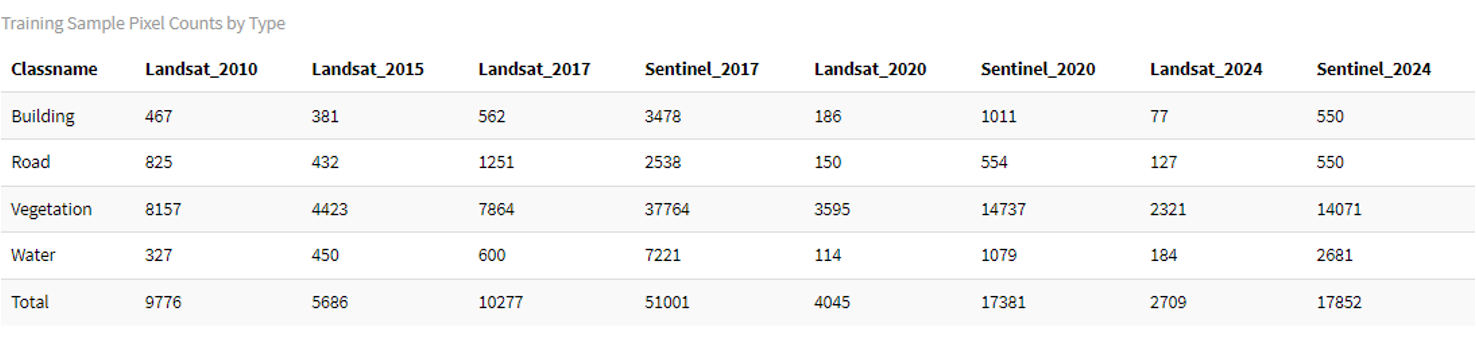 Training Sample Pixel Counts by Type
Classname Landsat_2010 Landsat_2015 Landsat_2017 Sentinel_2017 Landsat_2020 Sentinel_2020 Landsat_2024 Sentinel_2024
Building 467 381 562 3478 186 1011 77 550
Road 825 432 1251 2538 150 554 127 550
Vegetation 8157 4423 7864 37764 3595 14737 2321 14071
Water 327 450 600 7221 114 1079 184 2681
Total 9776 5686 10277 51001 4045 17381 2709 17852